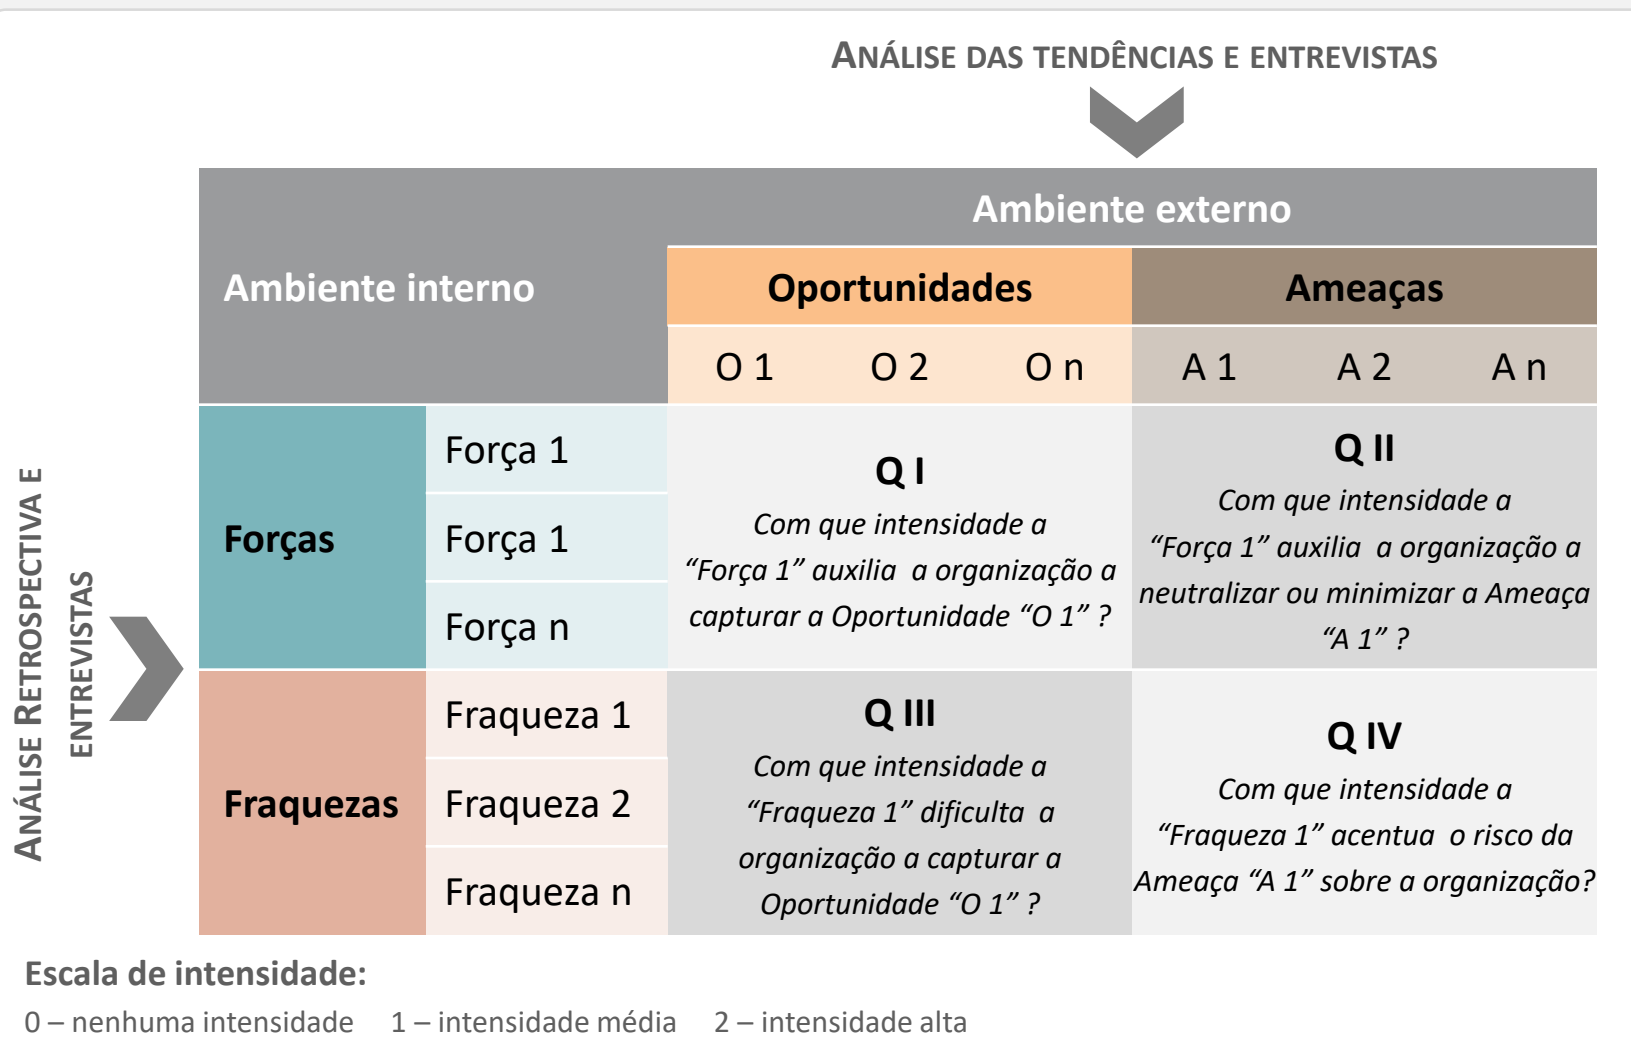 ANÁLISE DAS TENDÊNCIAS E ENTREVISTAS
Ambiente externo
Ambiente interno
Oportunidades
Ameaças
O 1
O 2
O n
A 1
A 2
A n
ANÁLISE RETROSPECTIVA E
ENTREVISTAS
Forças
Força 1
Força 1
Força n
Q I
Com que intensidade a
“Força 1” auxilia a organização a
capturar a Oportunidade “O 1” ?
Q II
Com que intensidade a
“Força 1” auxilia a organização a
neutralizar ou minimizar a Ameaça
“A 1” ?
Fraquezas
Fraqueza 1
Fraqueza 2
Fraqueza n
Q III
Com que intensidade a
“Fraqueza 1” dificulta a
organização a capturar a
Oportunidade “O 1” ?
Q IV
Com que intensidade a
“Fraqueza 1” acentua o risco da
Ameaça “A 1” sobre a organização?
Escala de intensidade:
0 – nenhuma intensidade 1 – intensidade média 2 – intensidade alta